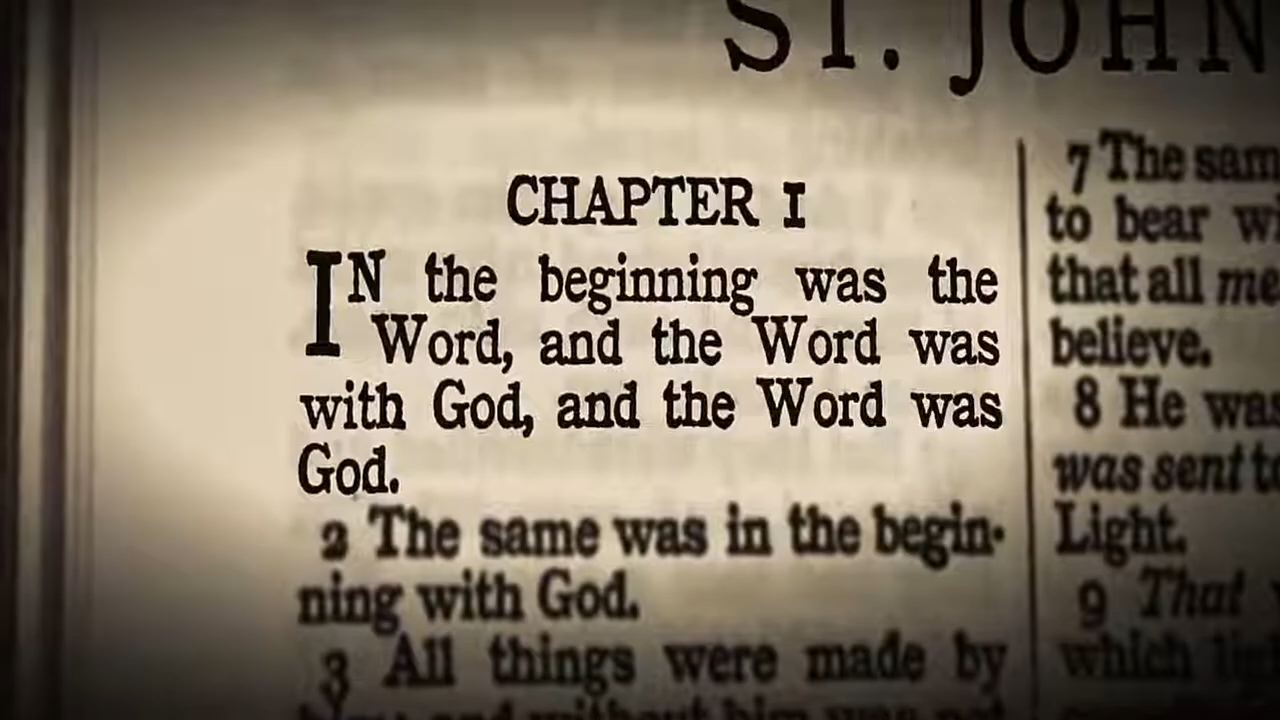 ST. JOHN
CHAPTER I
IN the beginning was the
Word, and the Word was
with God, and the Word was
God.
2 The same was in the begin-
ning with God.
3 All things were made by
7 The sam
to bear wi
that all me
believe.
8 He was
was sent to
Light.
9 That
which